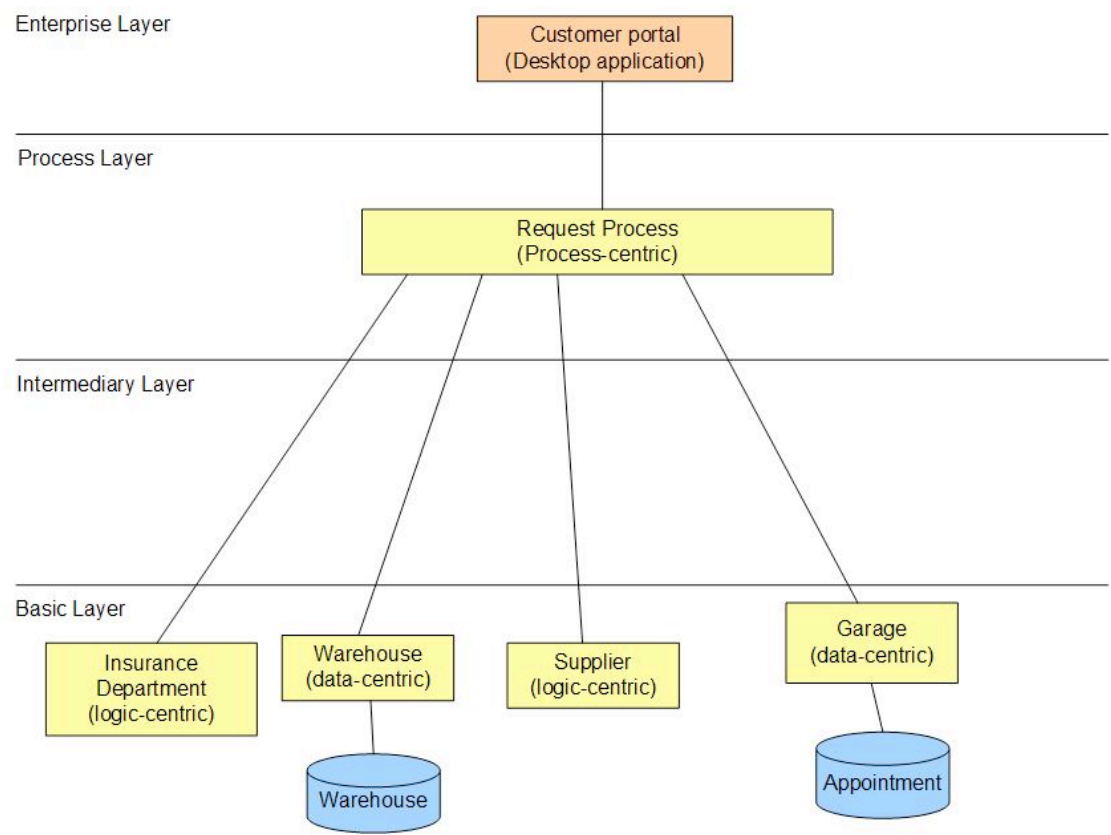 Enterprise Layer
Customer portal
(Desktop application)
Process Layer
Request Process
(Process-centric)
Intermediary Layer
Basic Layer
Insurance
Department
(logic-centric)
Warehouse
(data-centric)
Supplier
(logic-centric)
Garage
(data-centric)
Warehouse
Appointment